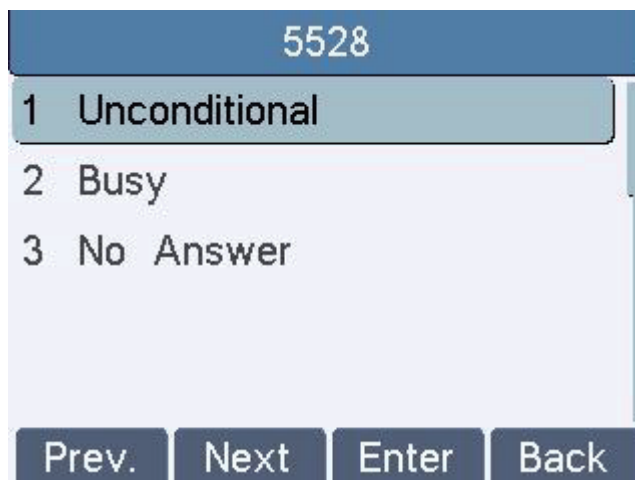 5528
1 Unconditional
2 Busy
3 No Answer
Prev. Next Enter Back